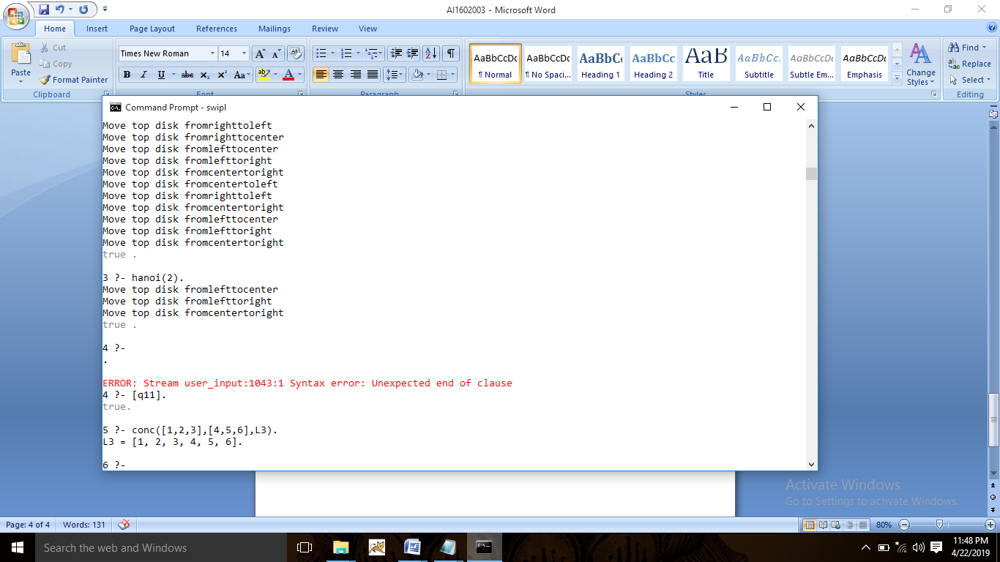 AI1602003 - Microsoft Word
Home Insert Page Layout References Mailings Review View
Paste
Cut
Copy
Format Painter
Clipboard
Times New Roman 14
B I U abc x₂ x² Aa
Font
Paragraph
AaBbCcDc AaBbCcDc AaBbC AaBbCc AaB AaBbCc. AaBbCcDc AaBbCcDc
¶ Normal ¶ No Spaci... Heading 1 Heading 2 Title Subtitle Subtle Em... Emphasis
Styles
Change Styles
Find
Replace
Select
Editing
Command Prompt - swipl
Move top disk fromrighttoleft
Move top disk fromrighttocenter
Move top disk fromlefttocenter
Move top disk fromlefttoright
Move top disk fromcentertoright
Move top disk fromcentertoleft
Move top disk fromrighttoleft
Move top disk fromcentertoright
Move top disk fromlefttocenter
Move top disk fromlefttoright
Move top disk fromcentertoright
true .
3 ?- hanoi(2).
Move top disk fromlefttocenter
Move top disk fromlefttoright
Move top disk fromcentertoright
true .
4 ?-
.
ERROR: Stream user_input:1043:1 Syntax error: Unexpected end of clause
4 ?- [q11].
true.
5 ?- conc([1,2,3],[4,5,6],L3).
L3 = [1, 2, 3, 4, 5, 6].
6 ?-
Activate Windows
Go to Settings to activate Windows.
Page: 4 of 4 Words: 131 80%
Search the web and Windows
11:48 PM
4/22/2019